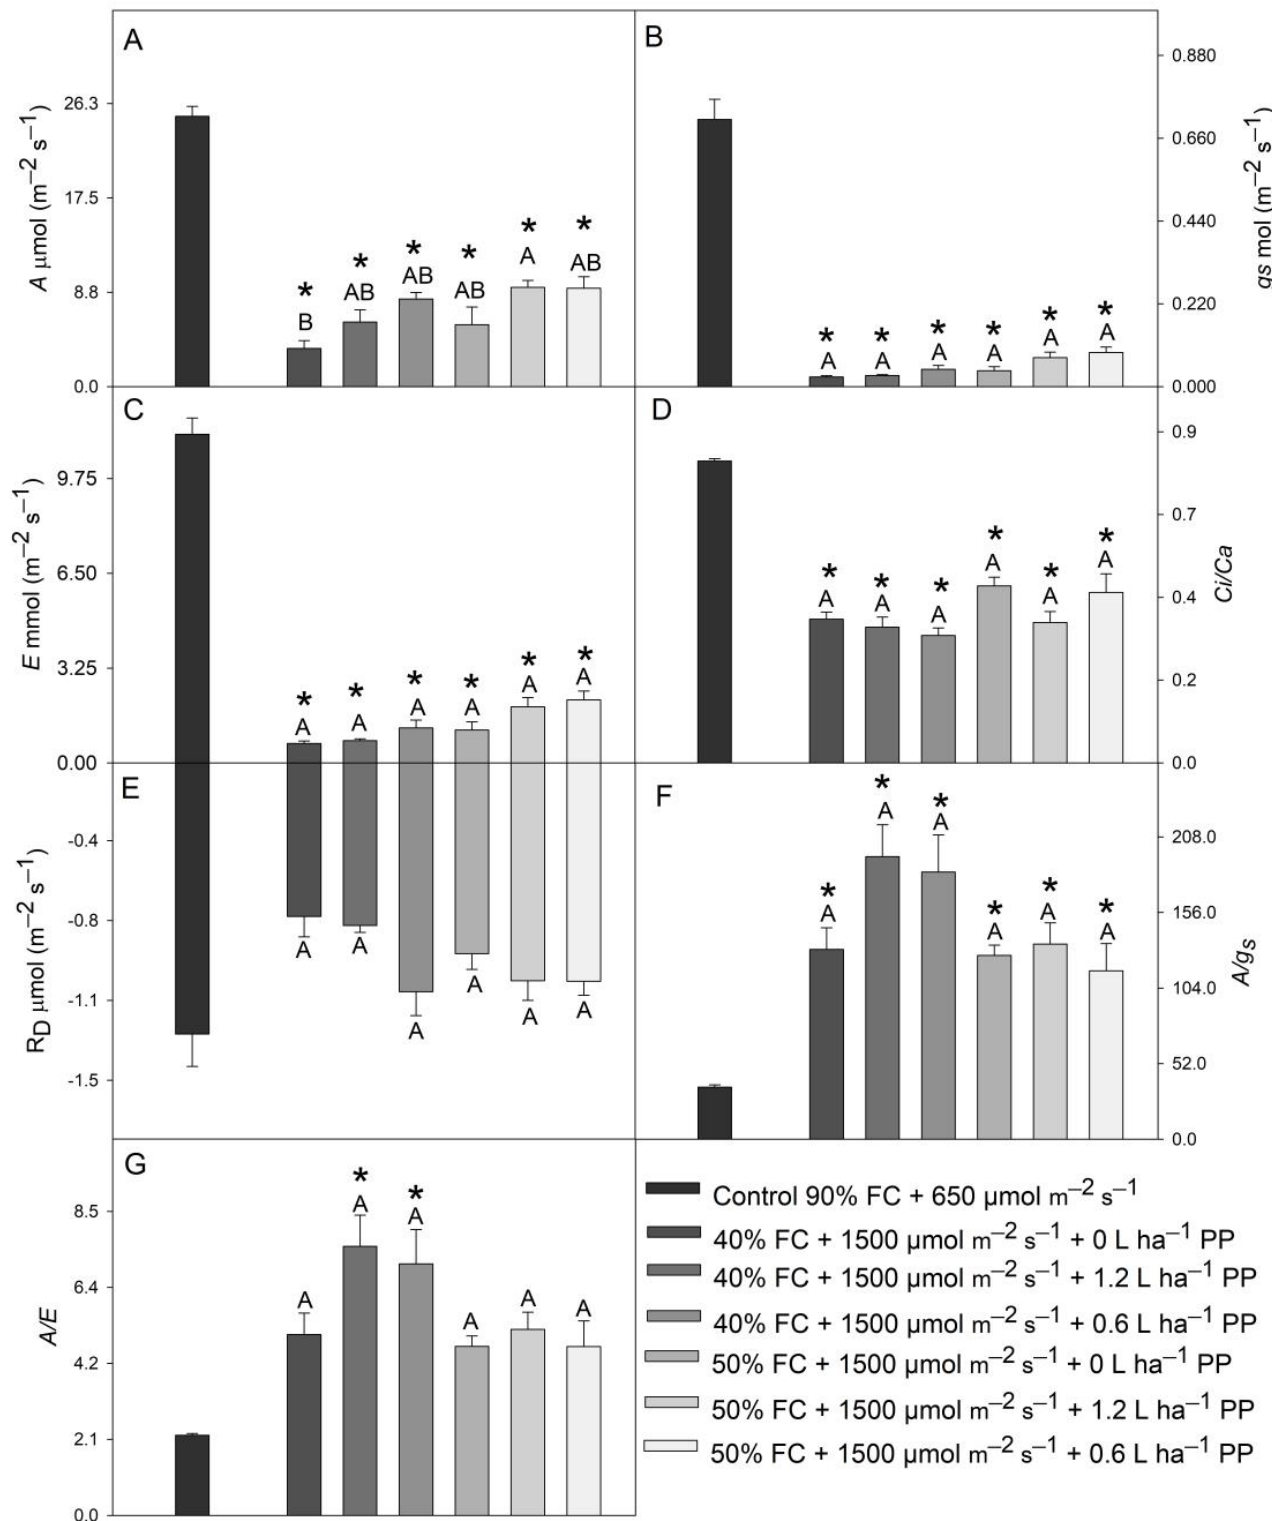 A
A µmol (m⁻² s⁻¹)
26.3
17.5
8.8
0.0
*
B
*
AB
*
AB
*
AB
*
A
*
AB
B
gs mol (m⁻² s⁻¹)
0.880
0.660
0.440
0.220
0.000
*
A
*
A
*
A
*
A
*
A
*
A
C
E mmol (m⁻² s⁻¹)
9.75
6.50
3.25
0.00
*
A
*
A
*
A
*
A
*
A
*
A
D
Ci/Ca
0.9
0.7
0.4
0.2
0.0
*
A
*
A
*
A
*
A
*
A
*
A
E
RD µmol (m⁻² s⁻¹)
-0.4
-0.8
-1.1
-1.5
A
A
A
A
A
A
F
A/gs
208.0
156.0
104.0
52.0
0.0
*
A
*
A
*
A
*
A
*
A
*
A
G
A/E
8.5
6.4
4.2
2.1
0.0
A
*
A
*
A
A
A
A
Control 90% FC + 650 µmol m⁻² s⁻¹
40% FC + 1500 µmol m⁻² s⁻¹ + 0 L ha⁻¹ PP
40% FC + 1500 µmol m⁻² s⁻¹ + 1.2 L ha⁻¹ PP
40% FC + 1500 µmol m⁻² s⁻¹ + 0.6 L ha⁻¹ PP
50% FC + 1500 µmol m⁻² s⁻¹ + 0 L ha⁻¹ PP
50% FC + 1500 µmol m⁻² s⁻¹ + 1.2 L ha⁻¹ PP
50% FC + 1500 µmol m⁻² s⁻¹ + 0.6 L ha⁻¹ PP